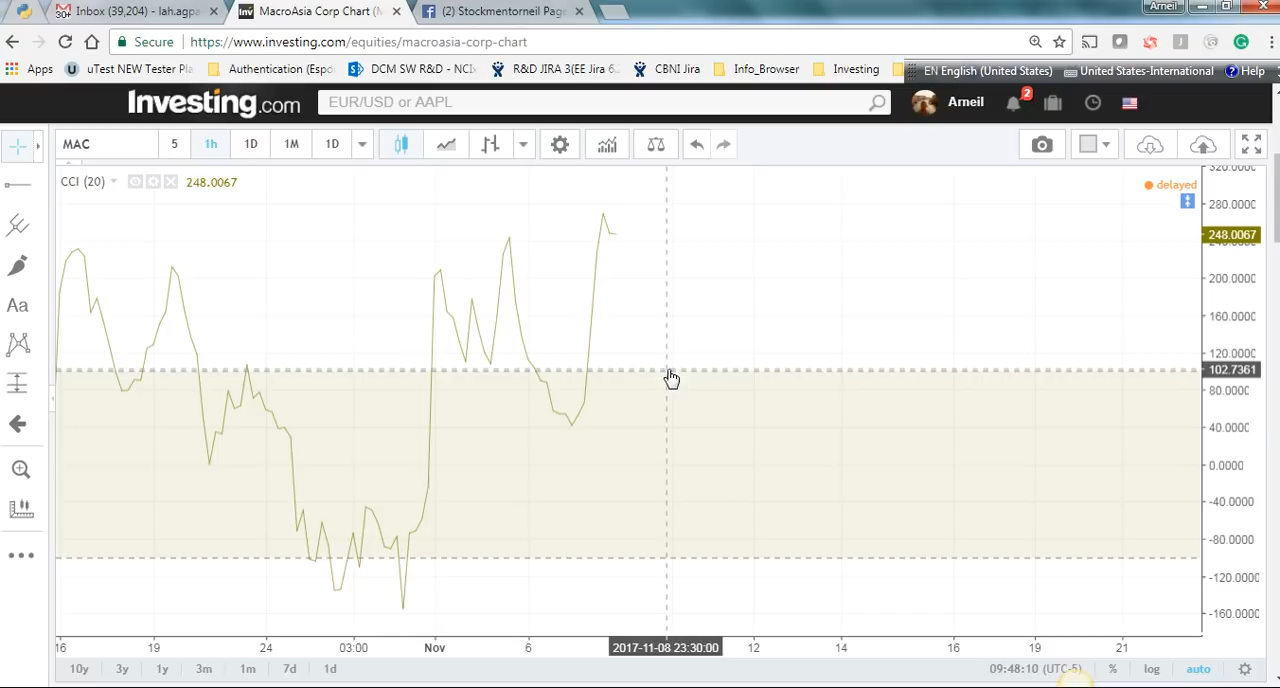 Inbox (39,204) - lah.agpa
MacroAsia Corp Chart (M
(2) Stockmentorneil Page
Arneil
Secure
https://www.investing.com/equities/macroasia-corp-chart
Apps
uTest NEW Tester Pla
Authentication (Espo
DCM SW R&D - NCI
R&D JIRA 3(EE Jira 6.
CBNI Jira
Info_Browser
Investing
EN English (United States)
United States-International
Help
Investing.com
EUR/USD or AAPL
Arneil
2
MAC
5
1h
1D
1M
1D
CCI (20)
248.0067
delayed
320.0000
280.0000
248.0067
240.0000
200.0000
160.0000
120.0000
102.7361
80.0000
40.0000
0.0000
-40.0000
-80.0000
-120.0000
-160.0000
Aa
16
19
24
03:00
Nov
6
2017-11-08 23:30:00
12
14
16
19
21
10y
3y
1y
3m
1m
7d
1d
09:48:10 (UTC-5)
%
log
auto